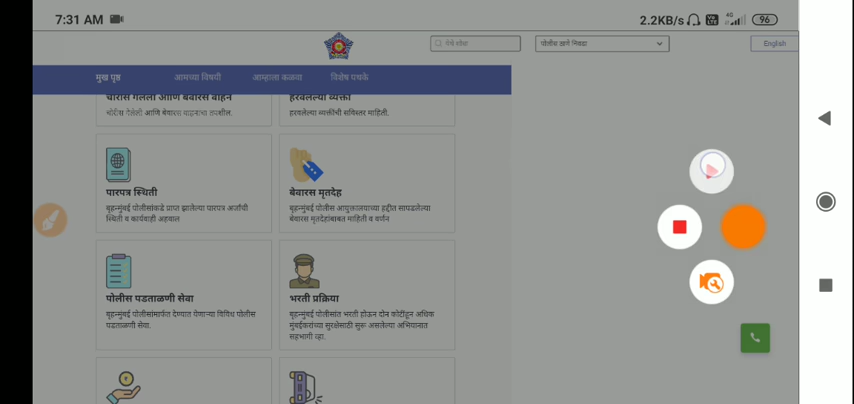 7:31 AM
2.2KB/s
4G
96
येथे शोधा
पोलीस ठाणे निवडा
English
मुख पृष्ठ
आमच्या विषयी
आम्हाला कळवा
विशेष पथके
चोरीस गेलेली आणि बेवारस वाहने
चोरीस गेलेली आणि बेवारस वाहनांचा तपशील.
हरवलेल्या व्यक्ती
हरवलेल्या व्यक्तींची सविस्तर माहिती.
पारपत्र स्थिती
बृहन्मुंबई पोलीसांकडे प्राप्त झालेल्या पारपत्र अर्जाची
स्थिती व कार्यवाही अहवाल
बेवारस मृतदेह
बृहन्मुंबई पोलीस आयुक्तालयाच्या हद्दीत सापडलेल्या
बेवारस मृतदेहांबाबत माहिती व वर्णन
पोलीस पडताळणी सेवा
बृहन्मुंबई पोलीसांमार्फत देण्यात येणाऱ्या विविध पोलीस
पडताळणी सेवा.
भरती प्रक्रिया
बृहन्मुंबई पोलीसांत भरती होऊन दोन कोटींहून अधिक
मुंबईकरांच्या सुरक्षेसाठी सुरू असलेल्या अभियानात
सहभागी व्हा.